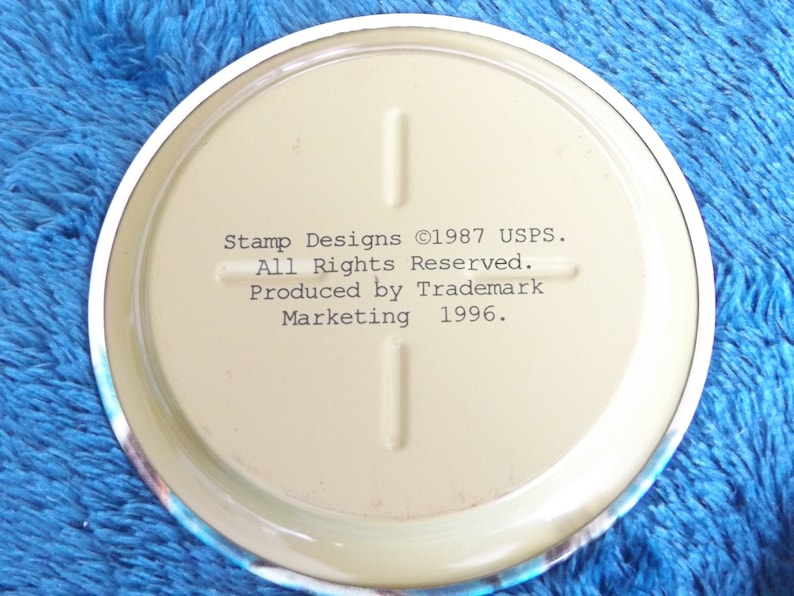 Stamp Designs ©1987 USPS.
All Rights Reserved.
Produced by Trademark
Marketing 1996.